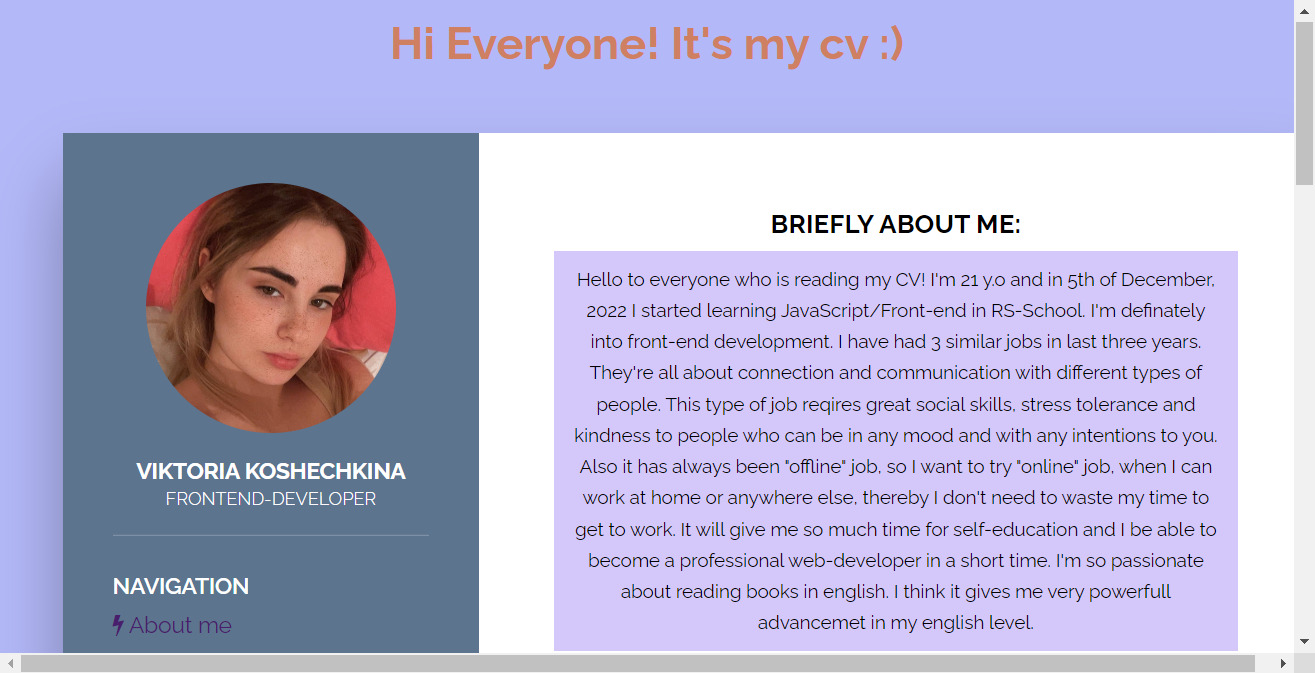 Hi Everyone! It's my cv :)
VIKTORIA KOSHECHKINA
FRONTEND-DEVELOPER
NAVIGATION
About me
BRIEFLY ABOUT ME:
Hello to everyone who is reading my CV! I'm 21 y.o and in 5th of December,
2022 I started learning JavaScript/Front-end in RS-School. I'm definately
into front-end development. I have had 3 similar jobs in last three years.
They're all about connection and communication with different types of
people. This type of job reqires great social skills, stress tolerance and
kindness to people who can be in any mood and with any intentions to you.
Also it has always been "offline" job, so I want to try "online" job, when I can
work at home or anywhere else, thereby I don't need to waste my time to
get to work. It will give me so much time for self-education and I be able to
become a professional web-developer in a short time. I'm so passionate
about reading books in english. I think it gives me very powerfull
advancemet in my english level.